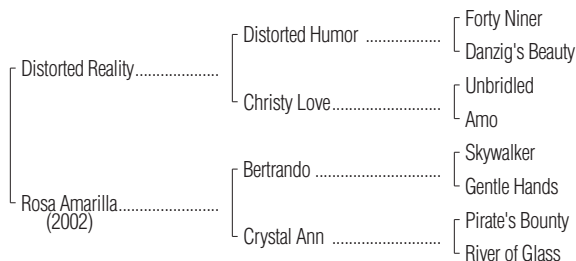 Forty Niner
Distorted Humor ..................
Danzig's Beauty
Distorted Reality....................
Unbridled
Christy Love..........................
Amo
Skywalker
Bertrando ..............................
Gentle Hands
Rosa Amarilla........................
(2002)
Pirate's Bounty
Crystal Ann ..........................
River of Glass